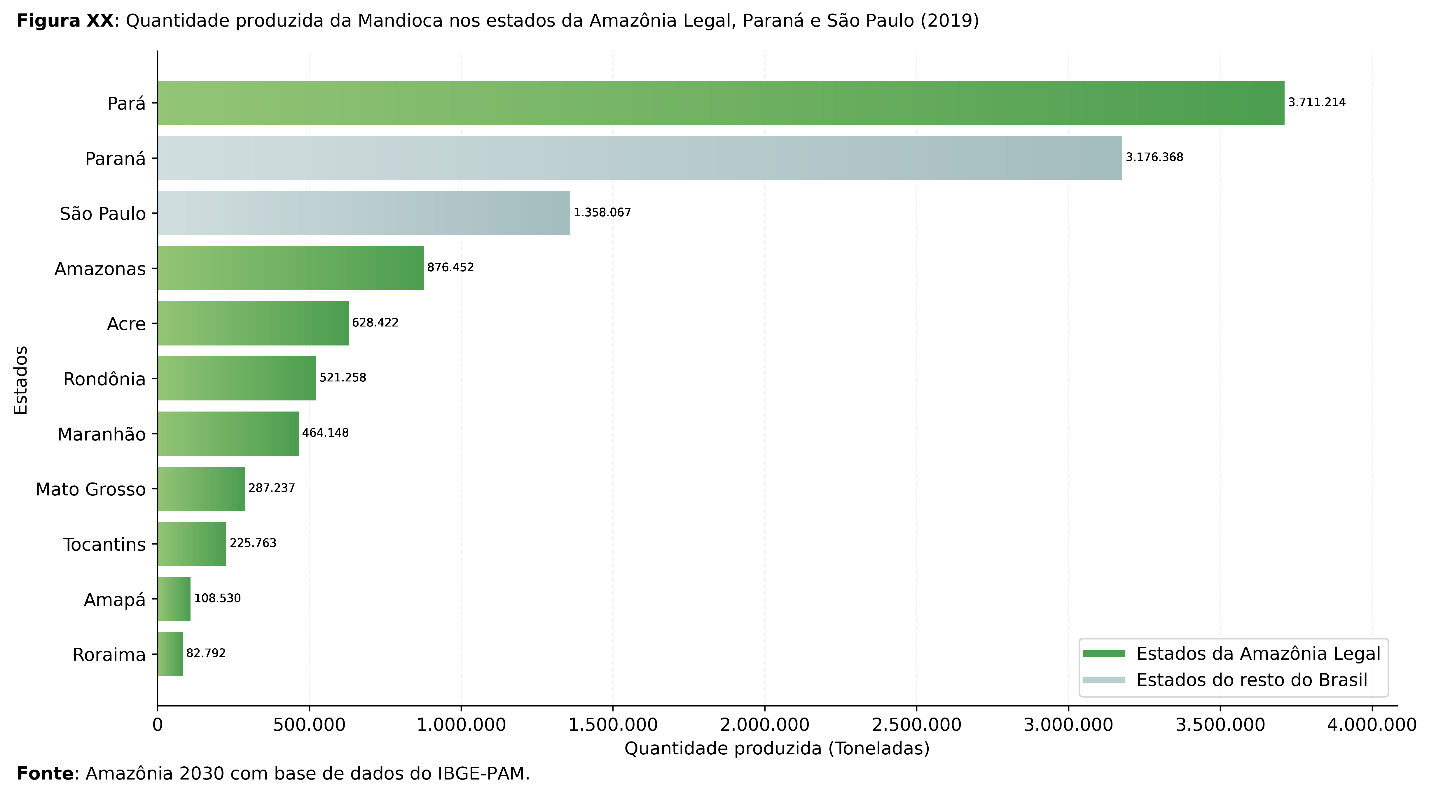 Figura XX: Quantidade produzida da Mandioca nos estados da Amazônia Legal, Paraná e São Paulo (2019)
Estados
Pará 3.711.214
Paraná 3.176.368
São Paulo 1.358.067
Amazonas 876.452
Acre 628.422
Rondônia 521.258
Maranhão 464.148
Mato Grosso 287.237
Tocantins 225.763
Amapá 108.530
Roraima 82.792
Estados da Amazônia Legal
Estados do resto do Brasil
0 500.000 1.000.000 1.500.000 2.000.000 2.500.000 3.000.000 3.500.000 4.000.000
Quantidade produzida (Toneladas)
Fonte: Amazônia 2030 com base de dados do IBGE-PAM.